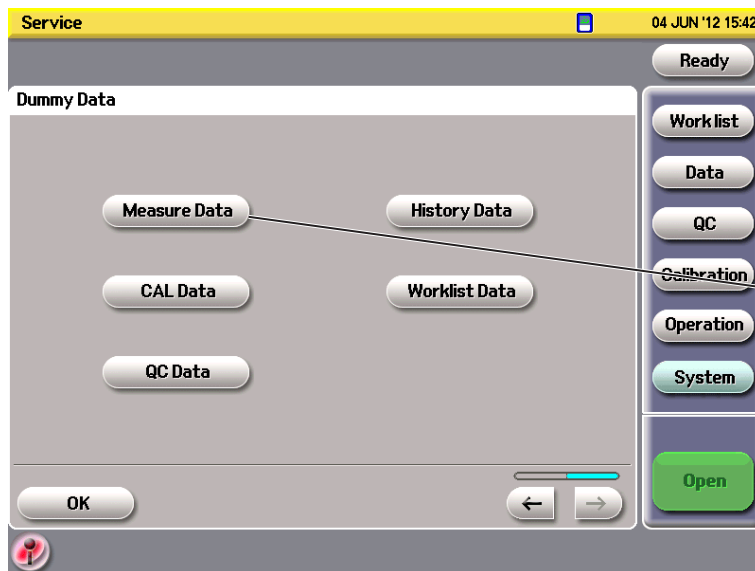 Service
04 JUN '12 15:42
Ready
Dummy Data
Work list
Measure Data
History Data
Data
QC
CAL Data
Worklist Data
Calibration
Operation
QC Data
System
OK
← →
Open